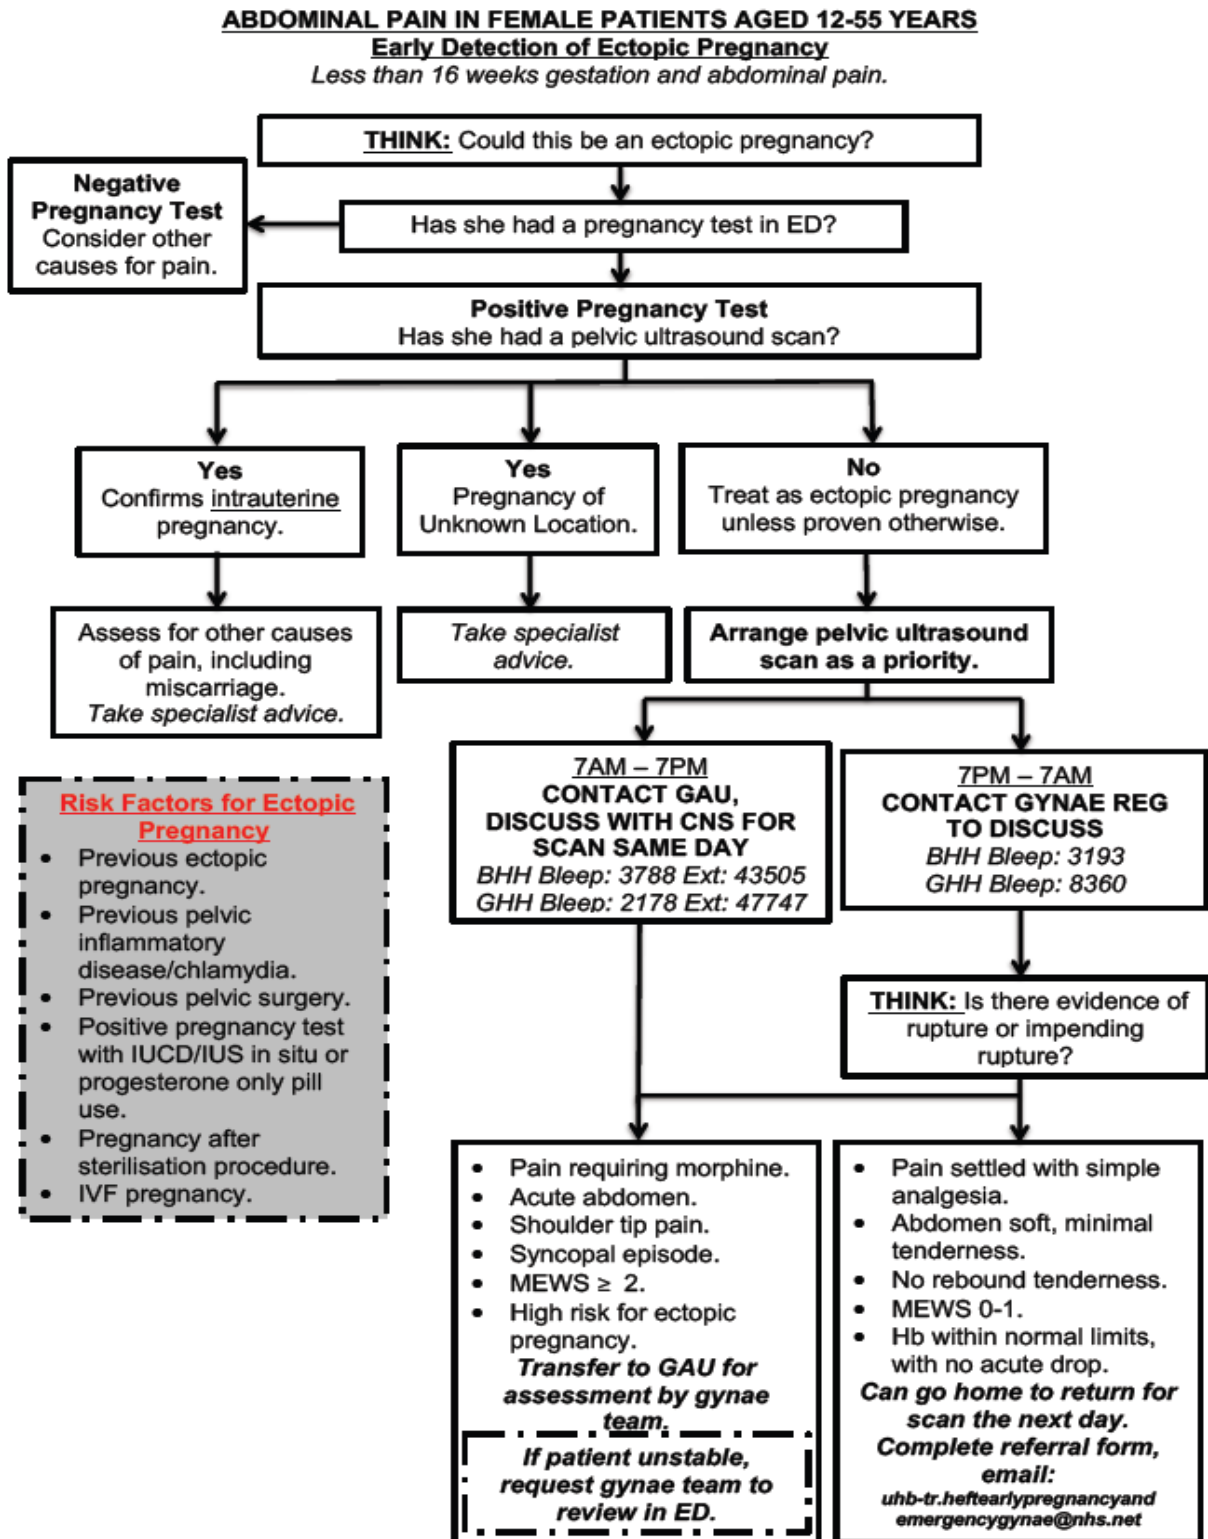 ABDOMINAL PAIN IN FEMALE PATIENTS AGED 12-55 YEARS
Early Detection of Ectopic Pregnancy
Less than 16 weeks gestation and abdominal pain.
THINK: Could this be an ectopic pregnancy?
Negative
Pregnancy Test
Consider other
causes for pain.
Has she had a pregnancy test in ED?
Positive Pregnancy Test
Has she had a pelvic ultrasound scan?
Yes
Confirms intrauterine
pregnancy.
Yes
Pregnancy of
Unknown Location.
No
Treat as ectopic pregnancy
unless proven otherwise.
Assess for other causes
of pain, including
miscarriage.
Take specialist advice.
Take specialist
advice.
Arrange pelvic ultrasound
scan as a priority.
7AM – 7PM
CONTACT GAU,
DISCUSS WITH CNS FOR
SCAN SAME DAY
BHH Bleep: 3788 Ext: 43505
GHH Bleep: 2178 Ext: 47747
7PM – 7AM
CONTACT GYNAE REG
TO DISCUSS
BHH Bleep: 3193
GHH Bleep: 8360
THINK: Is there evidence of
rupture or impending
rupture?
Risk Factors for Ectopic
Pregnancy
• Previous ectopic
pregnancy.
• Previous pelvic
inflammatory
disease/chlamydia.
• Previous pelvic surgery.
• Positive pregnancy test
with IUCD/IUS in situ or
progesterone only pill
use.
• Pregnancy after
sterilisation procedure.
• IVF pregnancy.
• Pain requiring morphine.
• Acute abdomen.
• Shoulder tip pain.
• Syncopal episode.
• MEWS ≥ 2.
• High risk for ectopic
pregnancy.
Transfer to GAU for
assessment by gynae
team.
If patient unstable,
request gynae team to
review in ED.
• Pain settled with simple
analgesia.
• Abdomen soft, minimal
tenderness.
• No rebound tenderness.
• MEWS 0-1.
• Hb within normal limits,
with no acute drop.
Can go home to return for
scan the next day.
Complete referral form,
email:
uhb-tr.heftearlypregnancyand
emergencygynae@nhs.net